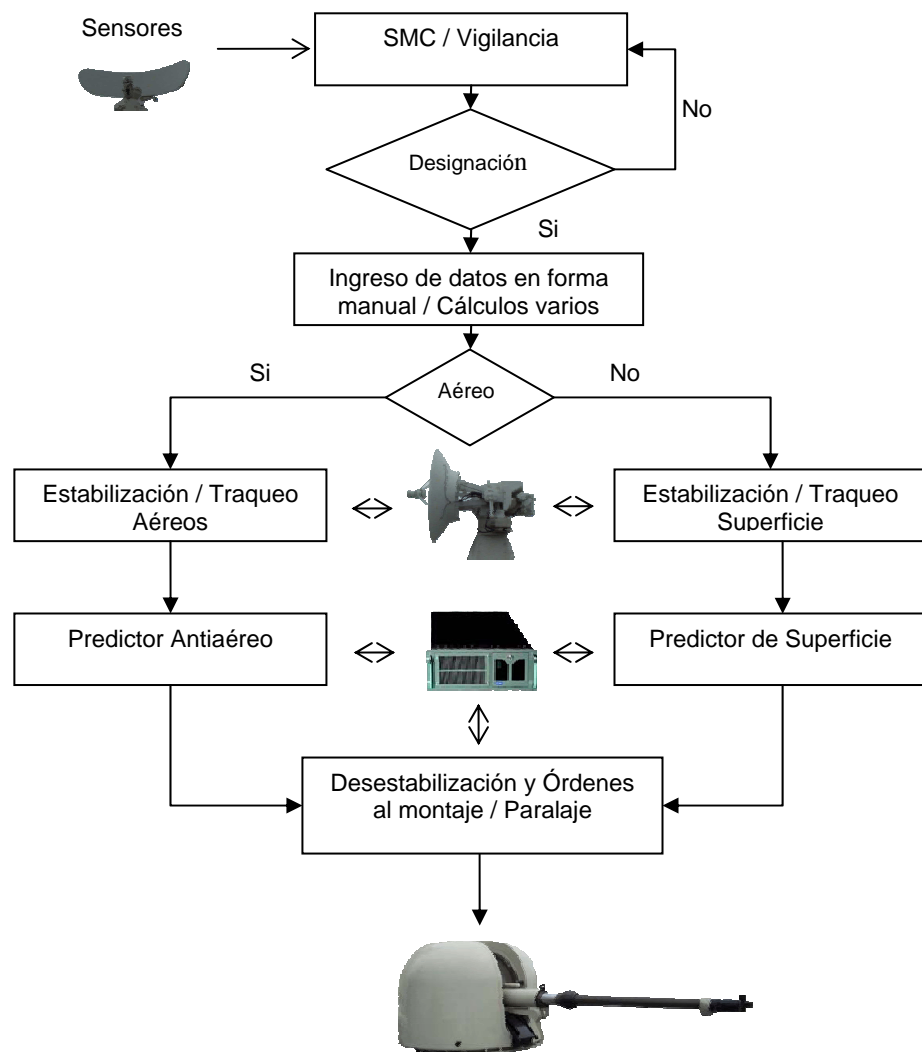 Sensores
SMC / Vigilancia
No
Designación
Si
Ingreso de datos en forma
manual / Cálculos varios
Si
Aéreo
No
Estabilización / Traqueo
Aéreos
Estabilización / Traqueo
Superficie
Predictor Antiaéreo
Predictor de Superficie
Desestabilización y Órdenes
al montaje / Paralaje